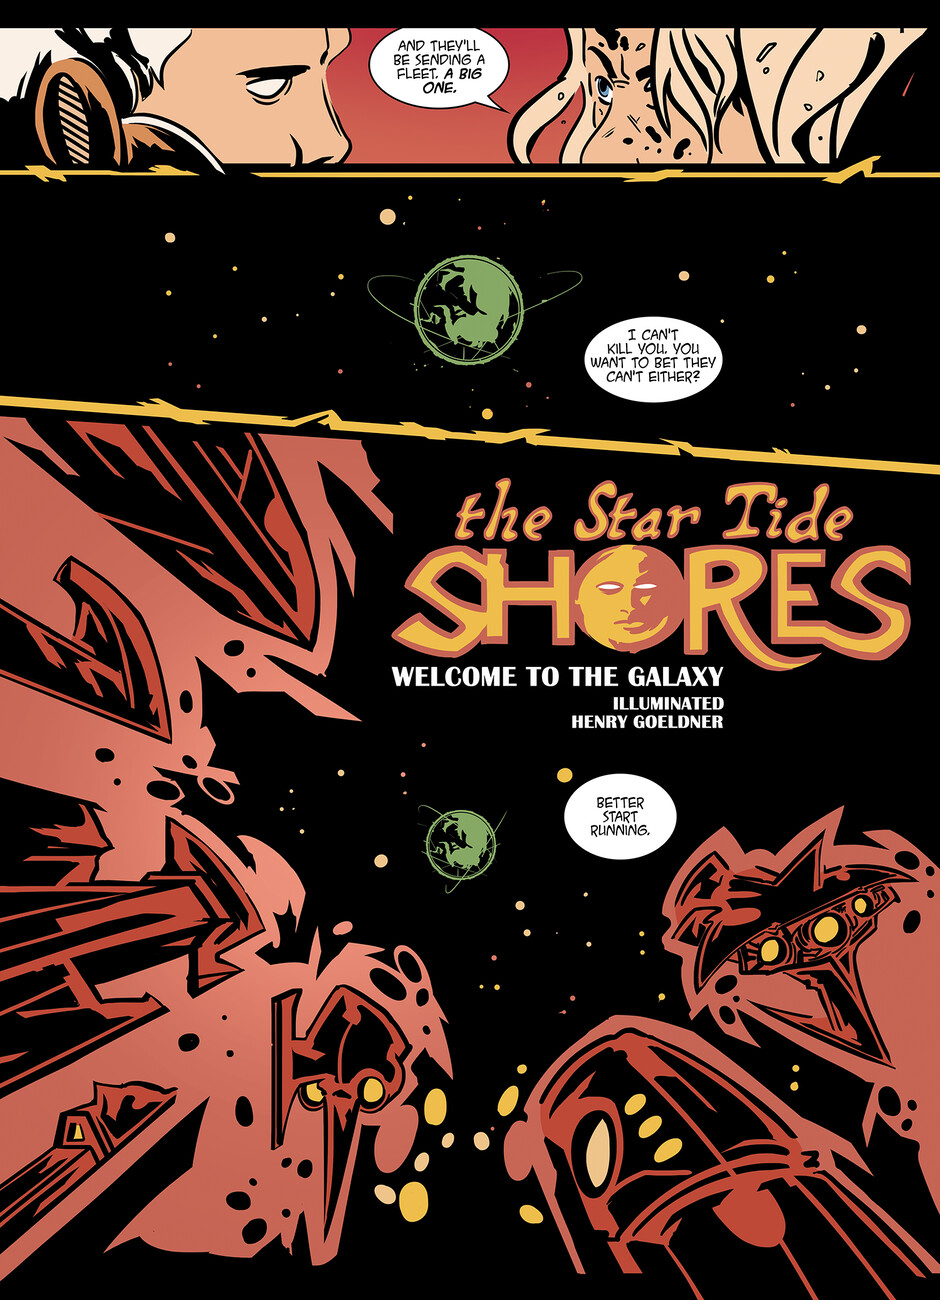 AND THEY'LL
BE SENDING A
FLEET. A BIG
ONE.
I CAN'T
KILL YOU. YOU
WANT TO BET THEY
CAN'T EITHER?
the Star Tide
SHORES
WELCOME TO THE GALAXY
ILLUMINATED
HENRY GOELDNER
BETTER
START
RUNNING.